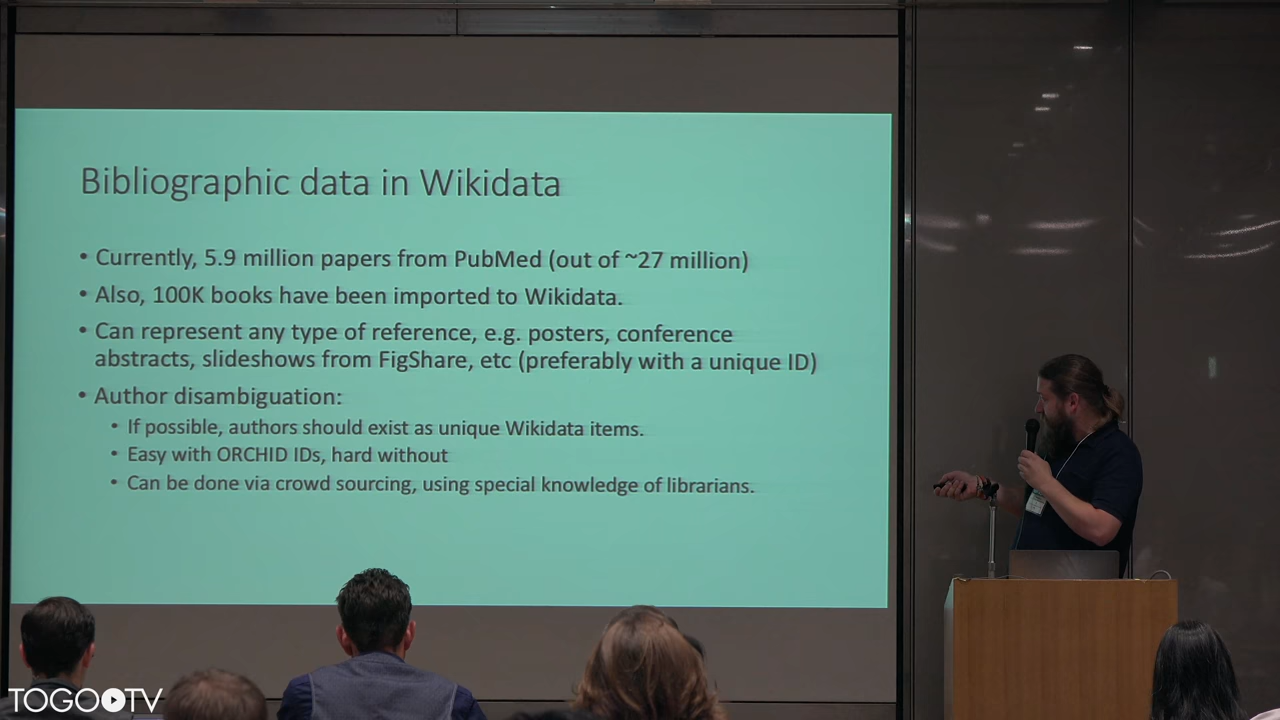 Bibliographic data in Wikidata
• Currently, 5.9 million papers from PubMed (out of ~27 million)
• Also, 100K books have been imported to Wikidata.
• Can represent any type of reference, e.g. posters, conference
abstracts, slideshows from FigShare, etc (preferably with a unique ID)
• Author disambiguation:
• If possible, authors should exist as unique Wikidata items.
• Easy with ORCHID IDs, hard without
• Can be done via crowd sourcing, using special knowledge of librarians.
TOGOTV